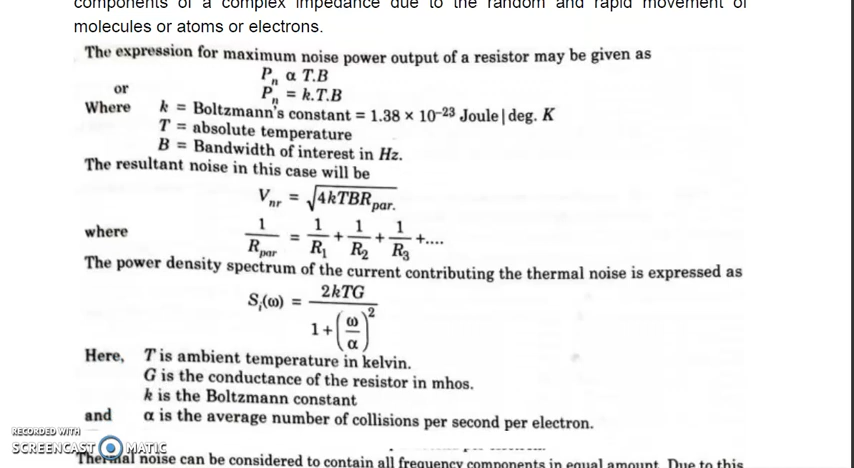 components of a complex impedance due to the random and rapid movement of
molecules or atoms or electrons.
The expression for maximum noise power output of a resistor may be given as
Pₙ α T.B
or Pₙ = k.T.B
Where k = Boltzmann's constant = 1.38 × 10⁻²³ Joule|deg. K
T = absolute temperature
B = Bandwidth of interest in Hz.
The resultant noise in this case will be
Vₙᵣ = √4kTBR par.
where 1/R par = 1/R₁ + 1/R₂ + 1/R₃ +....
The power density spectrum of the current contributing the thermal noise is expressed as
Sᵢ(ω) = 2kTG / 1+(ω/α)²
Here, T is ambient temperature in kelvin.
G is the conductance of the resistor in mhos.
k is the Boltzmann constant
and α is the average number of collisions per second per electron.
RECORDED WITH
SCREENCAST MATIC
Thermal noise can be considered to contain all frequency components in equal amount. Due to this